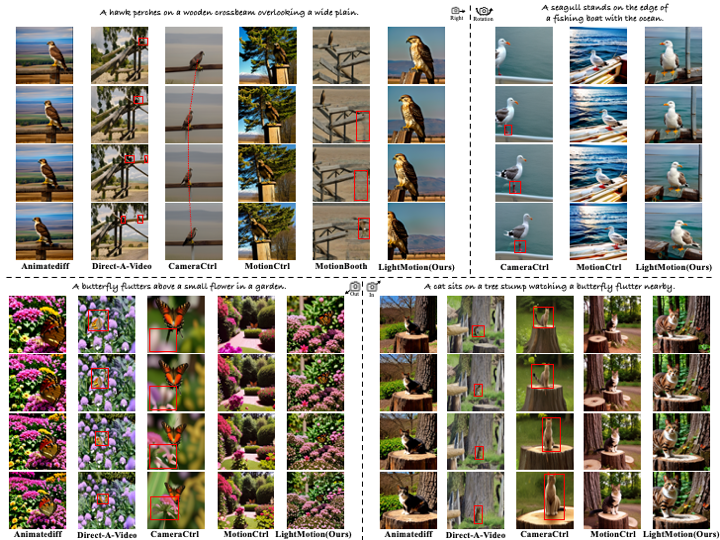 A hawk perches on a wooden crossbeam overlooking a wide plain.
Right
Rotation
A seagull stands on the edge of
a fishing boat with the ocean.
Animatediff Direct-A-Video CameraCtrl MotionCtrl MotionBooth LightMotion(Ours)
CameraCtrl MotionCtrl LightMotion(Ours)
A butterfly flutters above a small flower in a garden.
Out
In
A cat sits on a tree stump watching a butterfly flutter nearby.
Animatediff Direct-A-Video CameraCtrl MotionCtrl LightMotion(Ours)
Animatediff Direct-A-Video CameraCtrl MotionCtrl LightMotion(Ours)